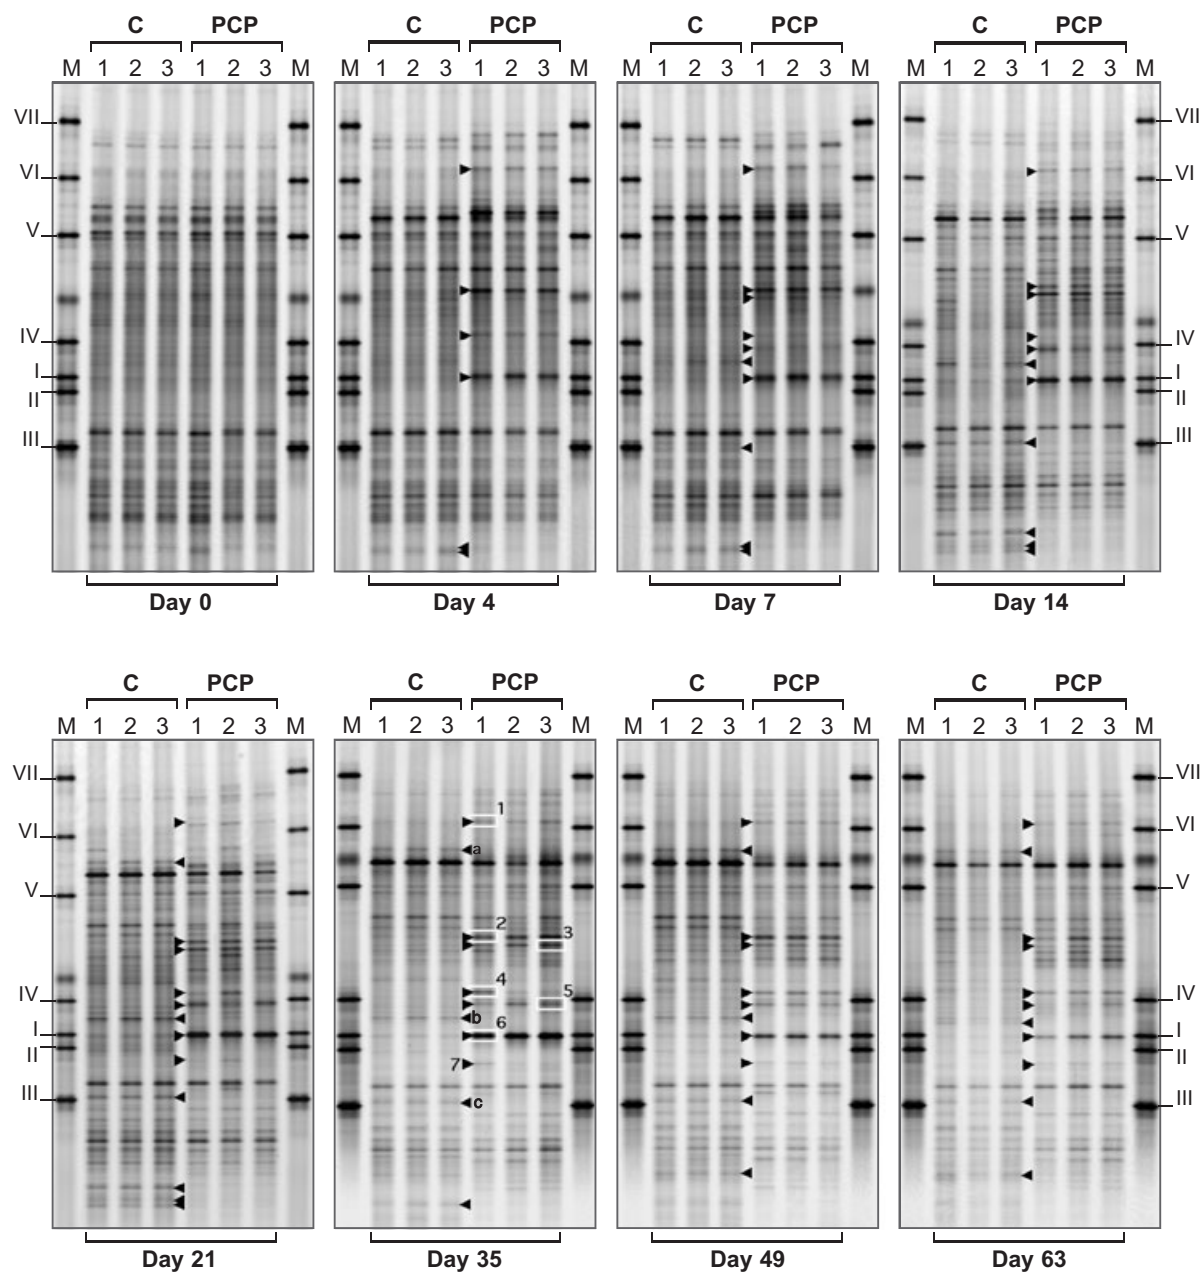 C PCP C PCP C PCP C PCP
M 1 2 3 1 2 3 M M 1 2 3 1 2 3 M M 1 2 3 1 2 3 M M 1 2 3 1 2 3 M
VII VII
VI VI
V V
IV IV
I I
II II
III III
Day 0 Day 4 Day 7 Day 14
C PCP C PCP C PCP C PCP
M 1 2 3 1 2 3 M M 1 2 3 1 2 3 M M 1 2 3 1 2 3 M M 1 2 3 1 2 3 M
VII VII
1
VI VI
a
V V
2 3
4
IV 5 IV
b
I 6 I
II 7 II
III c III
Day 21 Day 35 Day 49 Day 63